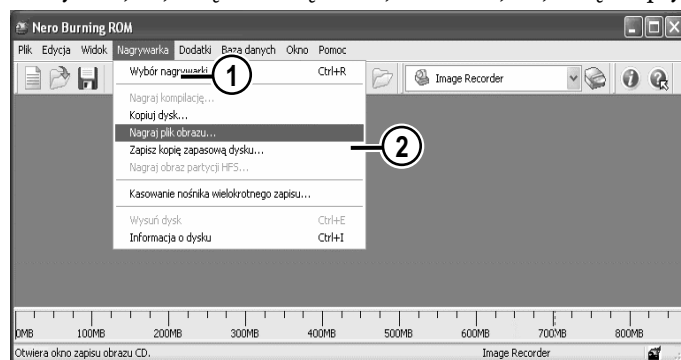 Nero Burning ROM
Plik Edycja Widok Nagrywarka Dodatki Baza danych Okno Pomoc
Wybór nagrywarki Ctrl+R
1
Image Recorder
Nagraj kompilację...
Kopiuj dysk...
Nagraj plik obrazu...
Zapisz kopię zapasową dysku...
2
Nagraj obraz partycji HFS...
Kasowanie nośnika wielokrotnego zapisu...
Wysuń dysk Ctrl+E
Informacja o dysku Ctrl+I
0MB 100MB 200MB 300MB 400MB 500MB 600MB 700MB 800MB
Otwiera okno zapisu obrazu CD. Image Recorder